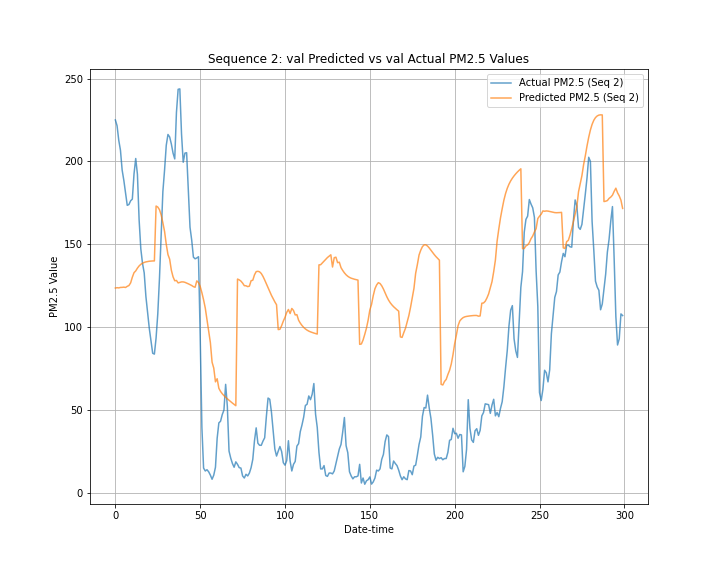 Sequence 2: val Predicted vs val Actual PM2.5 Values
Actual PM2.5 (Seq 2)
Predicted PM2.5 (Seq 2)
250
200
150
100
50
0
PM2.5 Value
0 50 100 150 200 250 300
Date-time